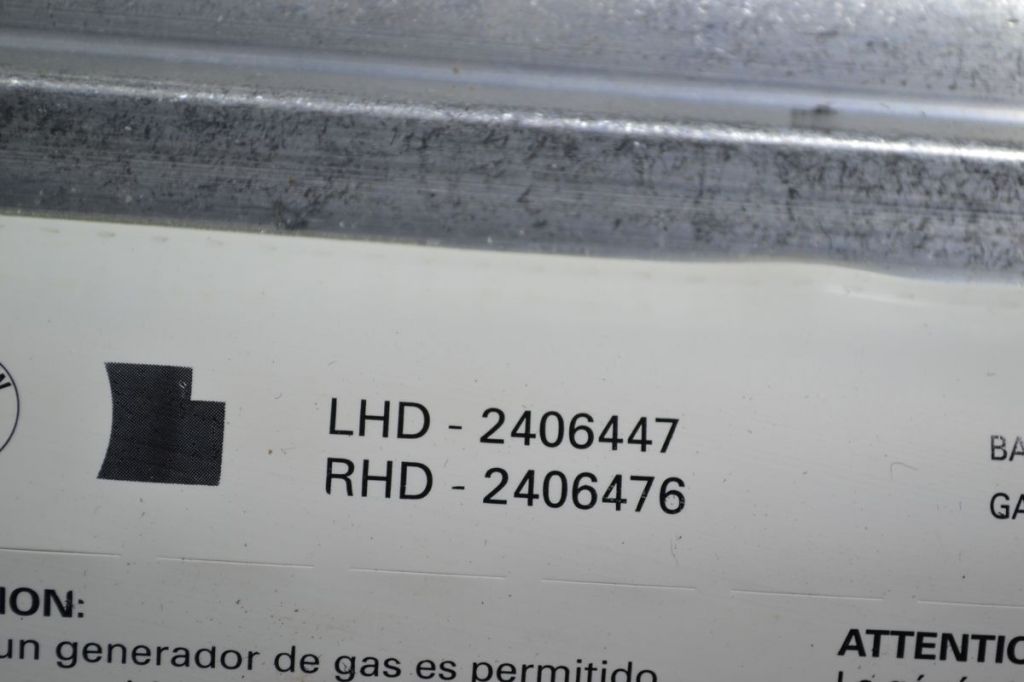 LHD - 2406447
RHD - 2406476
BA
GA
ION:
un generador de gas es permitido
ATTENTIO